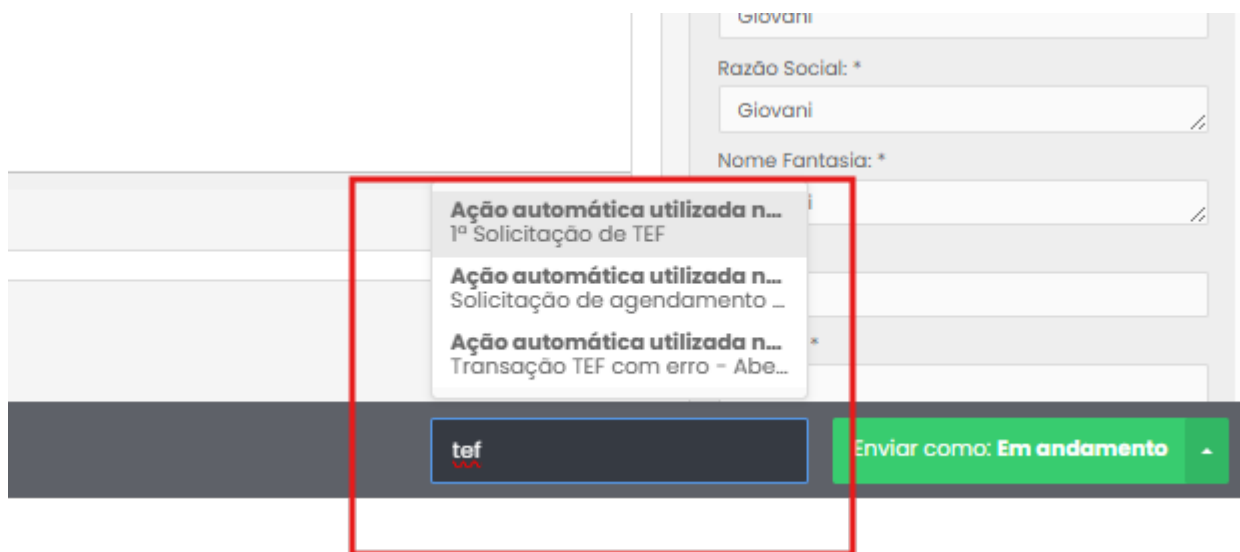 Giovani
Razão Social: *
Giovani
Nome Fantasia: *
i
Ação automática utilizada n...
1ª Solicitação de TEF
Ação automática utilizada n...
Solicitação de agendamento ...
Ação automática utilizada n...
*
Transação TEF com erro - Abe...
tef
Enviar como: Em andamento